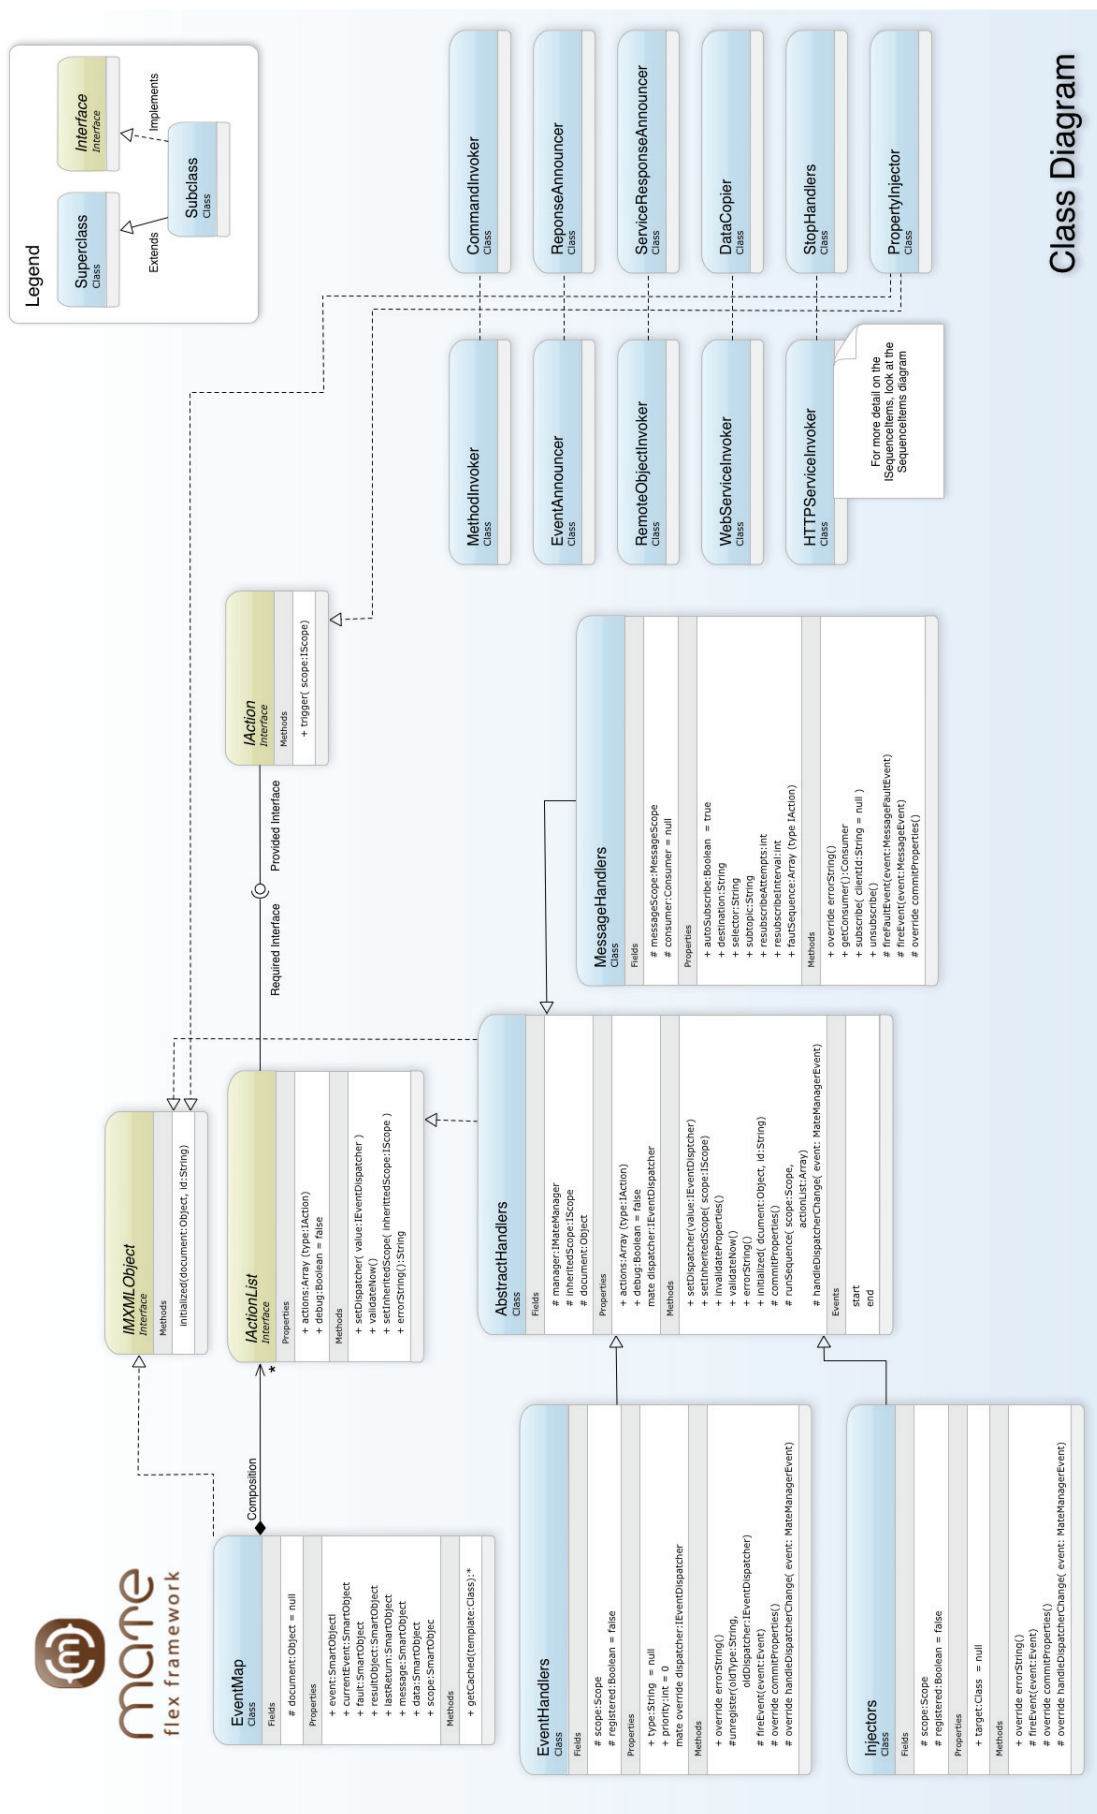 mate
flex framework
Legend
Superclass
Class
Interface
Interface
Extends
Implements
Subclass
Class
IMXMLObject
Interface
Methods
initialized(document:Object, id:String)
EventMap
Class
Fields
# document:Object = null
Properties
+ event:SmartObjectl
+ currentEvent:SmartObject
+ fault:SmartObject
+ resultObject:SmartObject
+ lastReturn:SmartObject
+ message:SmartObject
+ data:SmartObject
+ scope:SmartObjec
Methods
+ getCached(template:Class):*
Composition
*
IActionList
Interface
Properties
+ actions:Array (type:IAction)
+ debug:Boolean = false
Methods
+ setDispatcher( value:IEventDispatcher )
+ validateNow()
+ setInheritedScope( inherittedScope:IScope )
+ errorString():String
Required Interface
Provided Interface
IAction
Interface
Methods
+ trigger( scope:IScope)
EventHandlers
Class
Fields
# scope:Scope
# registered:Boolean = false
Properties
+ type:String = null
+ priority:int = 0
mate override dispatcher:IEventDispatcher
Methods
+ override errorString()
#unregister(oldType:String,
oldDispatcher:IEventDispatcher)
# fireEvent(event:Event)
# override commitProperties()
# override handleDispatcherChange( event: MateManagerEvent)
AbstractHandlers
Class
Fields
# manager:IMateManager
# inheritedScope:IScope
# document:Object
Properties
+ actions:Array (type:IAction)
+ debug:Boolean = false
mate dispatcher:IEventDispatcher
Methods
+ setDispatcher(value:IEventDisptcher)
+ setInheritedScope( scope:IScope)
+ invalidateProperties()
+ validateNow()
+ errorString()
+ initialized( dcument:Object, id:String)
# commitProperties()
# runSequence( scope:Scope,
actionList:Array)
# handleDispatcherChange( event: MateManagerEvent)
Events
start
end
MessageHandlers
Class
Fields
# messageScope:MessageScope
# consumer:Consumer = null
Properties
+ autoSubscribe:Boolean = true
+ destination:String
+ selector:String
+ subtopic:String
+ resubscribeAttempts:int
+ resubscribeInterval:int
+ fautSequence:Array (type IAction)
Methods
+ override errorString()
+ getConsumer():Consumer
+ subscribe( clientId:String = null )
+ unsubscribe()
# fireFaultEvent(event:MessageFaultEvent)
# fireEvent(event:MessageEvent)
# override commitProperties()
Injectors
Class
Fields
# scope:Scope
# registered:Boolean = false
Properties
+ target:Class = null
Methods
+ override errorString()
# fireEvent(event:Event)
# override commitProperties()
# override handleDispatcherChange( event: MateManagerEvent)
MethodInvoker
Class
CommandInvoker
Class
EventAnnouncer
Class
ReponseAnnouncer
Class
RemoteObjectInvoker
Class
ServiceResponseAnnouncer
Class
WebServiceInvoker
Class
DataCopier
Class
HTTPServiceInvoker
Class
StopHandlers
Class
PropertyInjector
Class
For more detail on the
ISequenceItems, look at the
SequenceItems diagram
Class Diagram